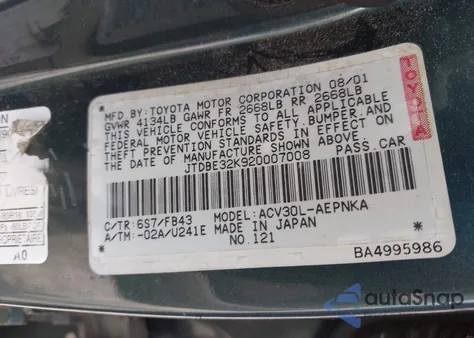 MFD. BY: TOYOTA MOTOR CORPORATION 08/01
GVWR 4134LB GAWR FR 2668LB RR 2668LB
THIS VEHICLE CONFORMS TO ALL APPLICABLE
FEDERAL MOTOR VEHICLE SAFETY, BUMPER, AND
THEFT PREVENTION STANDARDS IN EFFECT ON
THE DATE OF MANUFACTURE SHOWN ABOVE.
JTDBE32K920007008 PASS.CAR
C/TR: 6S7/FB43 MODEL: ACV30L-AEPNKA
A/TM: -02A/U241E MADE IN JAPAN
NO.121
BA4995986
TOYOTA
A0
autoSnap